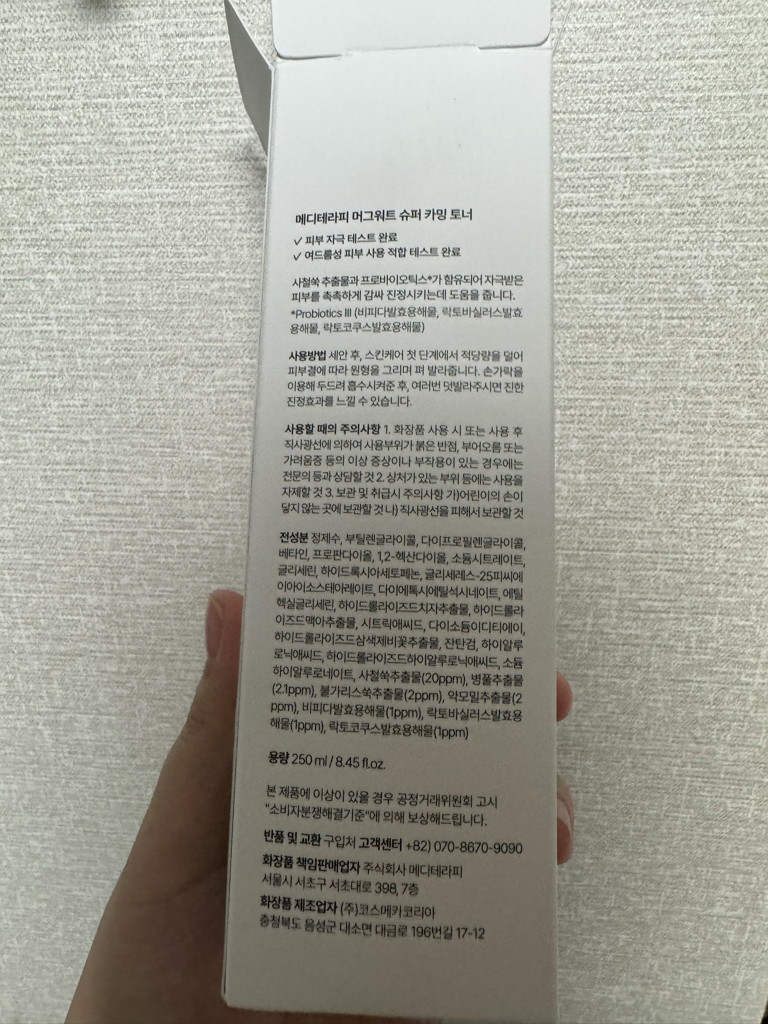 메디테라피 머그워트 슈퍼 카밍 토너
✓ 피부 자극 테스트 완료
✓ 여드름성 피부 사용 적합 테스트 완료
사철쑥 추출물과 프로바이오틱스*가 함유되어 자극받은
피부를 촉촉하게 감싸 진정시키는데 도움을 줍니다.
*Probiotics III (비피다발효용해물, 락토바실러스발효
용해물, 락토코쿠스발효용해물)
사용방법 세안 후, 스킨케어 첫 단계에서 적당량을 덜어
피부결에 따라 원형을 그리며 펴 발라줍니다. 손가락을
이용해 두드려 흡수시켜준 후, 여러번 덧발라주시면 진한
진정효과를 느낄 수 있습니다.
사용할 때의 주의사항 1. 화장품 사용 시 또는 사용 후
직사광선에 의하여 사용부위가 붉은 반점, 부어오름 또는
가려움증 등의 이상 증상이나 부작용이 있는 경우에는
전문의 등과 상담할 것 2. 상처가 있는 부위 등에는 사용을
자제할 것 3. 보관 및 취급시 주의사항 가)어린이의 손이
닿지 않는 곳에 보관할 것 나) 직사광선을 피해서 보관할 것
전성분 정제수, 부틸렌글라이콜, 다이프로필렌글라이콜,
베타인, 프로판다이올, 1,2-헥산다이올, 소듐시트레이트,
글리세린, 하이드록시아세토페논, 글리세레스-25피씨에
이아이소스테아레이트, 다이에톡시에틸석시네이트, 에틸
헥실글리세린, 하이드롤라이즈드치자추출물, 하이드롤라
이즈드맥아추출물, 시트릭애씨드, 다이소듐이디티에이,
하이드롤라이즈드삼색제비꽃추출물, 잔탄검, 하이알루
로닉애씨드, 하이드롤라이즈드하이알루로닉애씨드, 소듐
하이알루로네이트, 사철쑥추출물(20ppm), 병풀추출물
(2.1ppm), 불가리스쑥추출물(2ppm), 약모밀추출물(2
ppm), 비피다발효용해물(1ppm), 락토바실러스발효용
해물(1ppm), 락토코쿠스발효용해물(1ppm)
용량 250 ml / 8.45 fl.oz.
본 제품에 이상이 있을 경우 공정거래위원회 고시
"소비자분쟁해결기준"에 의해 보상해드립니다.
반품 및 교환 구입처 고객센터 +82) 070-8670-9090
화장품 책임판매업자 주식회사 메디테라피
서울시 서초구 서초대로 398, 7층
화장품 제조업자 (주)코스메카코리아
충청북도 음성군 대소면 대금로 196번길 17-12